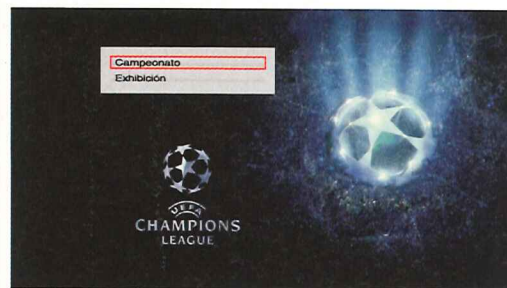 Campeonato
Exhibición
UEFA
CHAMPIONS
LEAGUE